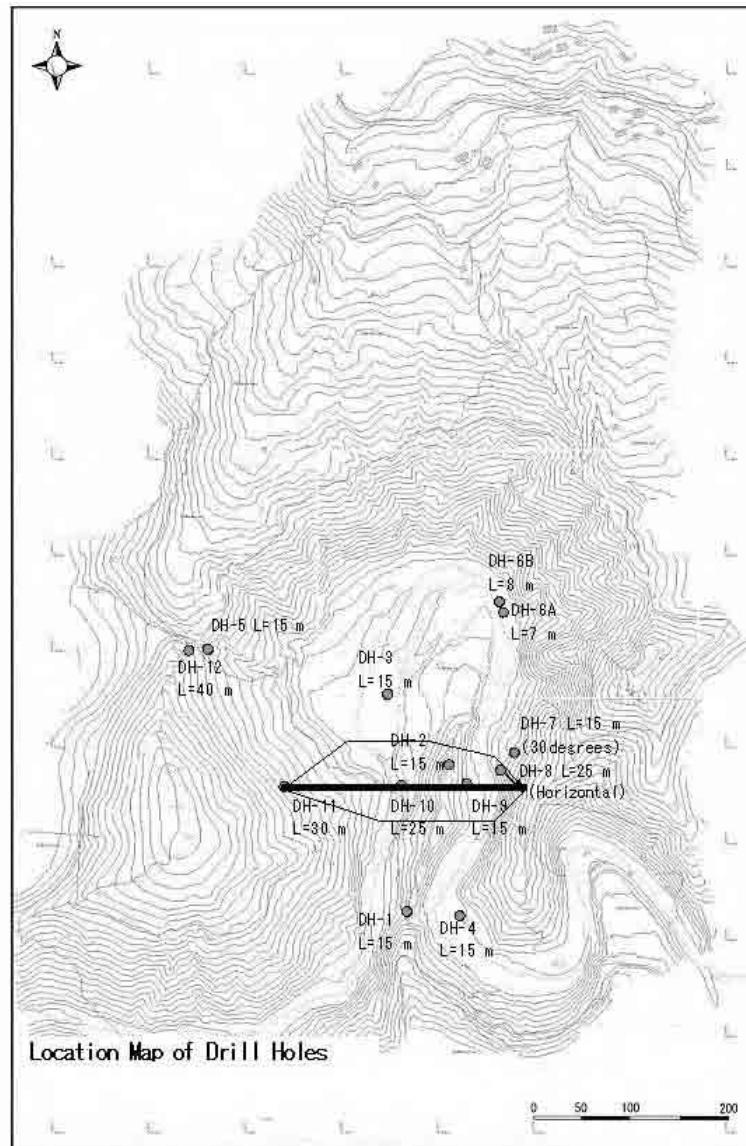 N
DH-6B
L=8 m
DH-6A
L=7 m
DH-5 L=15 m
DH-12
L=40 m
DH-3
L=15 m
DH-7 L=15 m
(30degrees)
DH-2
L=15 m
DH-8 L=25 m
(Horizontal)
DH-11
L=30 m
DH-10
L=25 m
DH-9
L=15 m
DH-1
L=15 m
DH-4
L=15 m
Location Map of Drill Holes
0 50 100 200